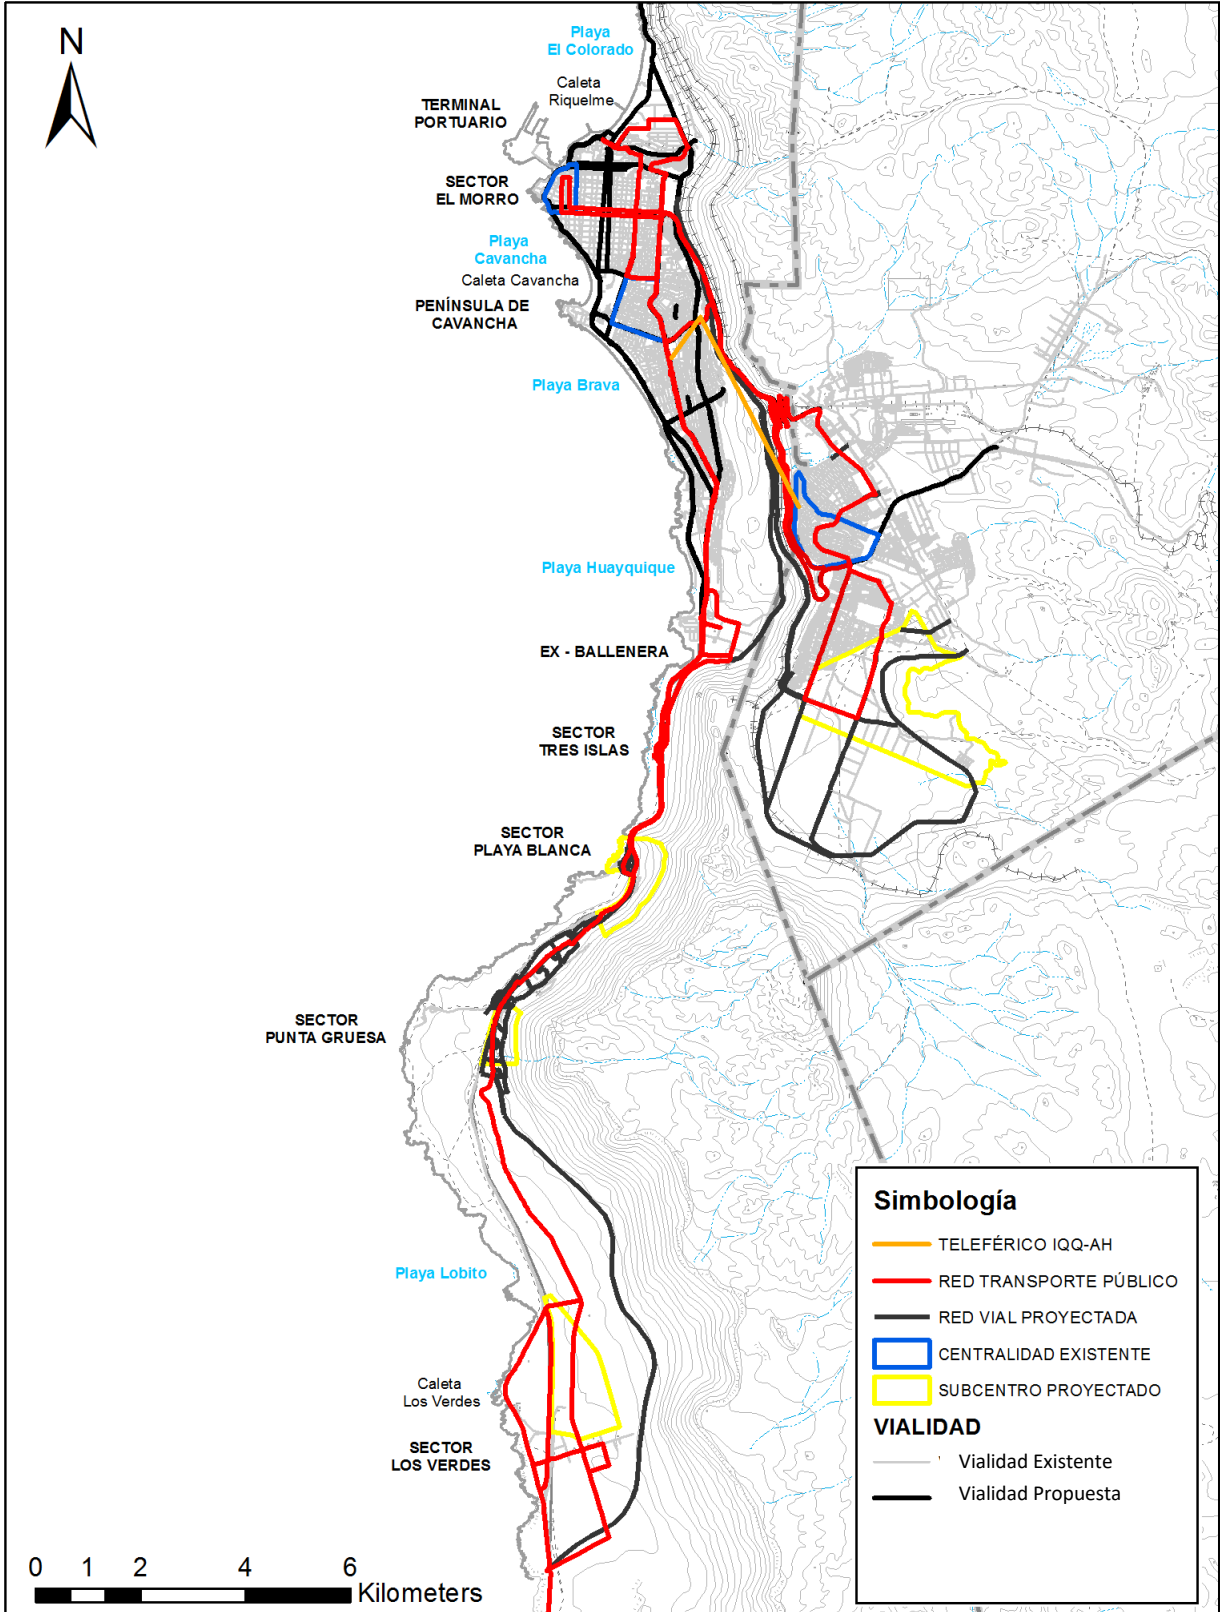 N
Playa
El Colorado
Caleta
Riquelme
TERMINAL
PORTUARIO
SECTOR
EL MORRO
Playa
Cavancha
Caleta Cavancha
PENÍNSULA DE
CAVANCHA
Playa Brava
Playa Huayquique
EX - BALLENERA
SECTOR
TRES ISLAS
SECTOR
PLAYA BLANCA
SECTOR
PUNTA GRUESA
Playa Lobito
Caleta
Los Verdes
SECTOR
LOS VERDES
0 1 2 4 6
Kilometers
Simbología
TELEFÉRICO IQQ-AH
RED TRANSPORTE PÚBLICO
RED VIAL PROYECTADA
CENTRALIDAD EXISTENTE
SUBCENTRO PROYECTADO
VIALIDAD
Vialidad Existente
Vialidad Propuesta